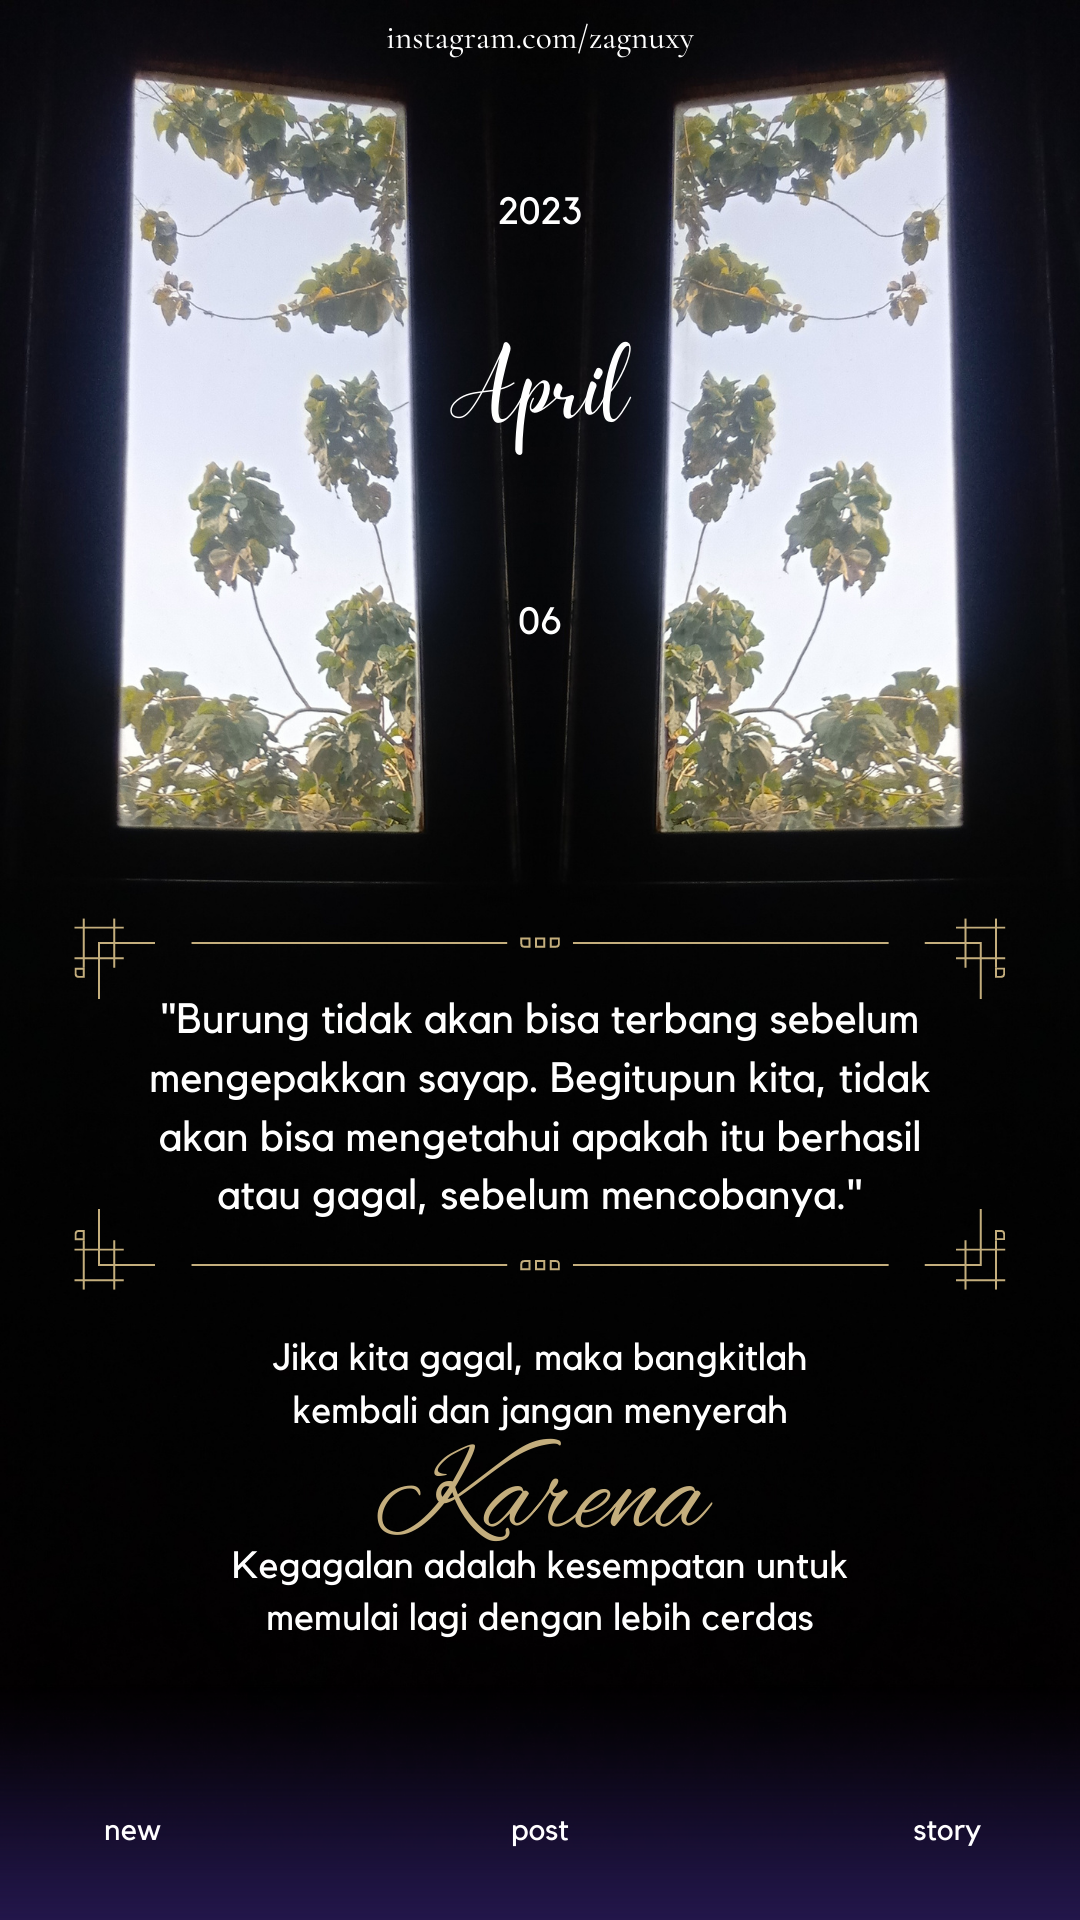 instagram.com/zagnuxy
2023
April
06
"Burung tidak akan bisa terbang sebelum
mengepakkan sayap. Begitupun kita, tidak
akan bisa mengetahui apakah itu berhasil
atau gagal, sebelum mencobanya."
Jika kita gagal, maka bangkitlah
kembali dan jangan menyerah
Karena
Kegagalan adalah kesempatan untuk
memulai lagi dengan lebih cerdas
new post story